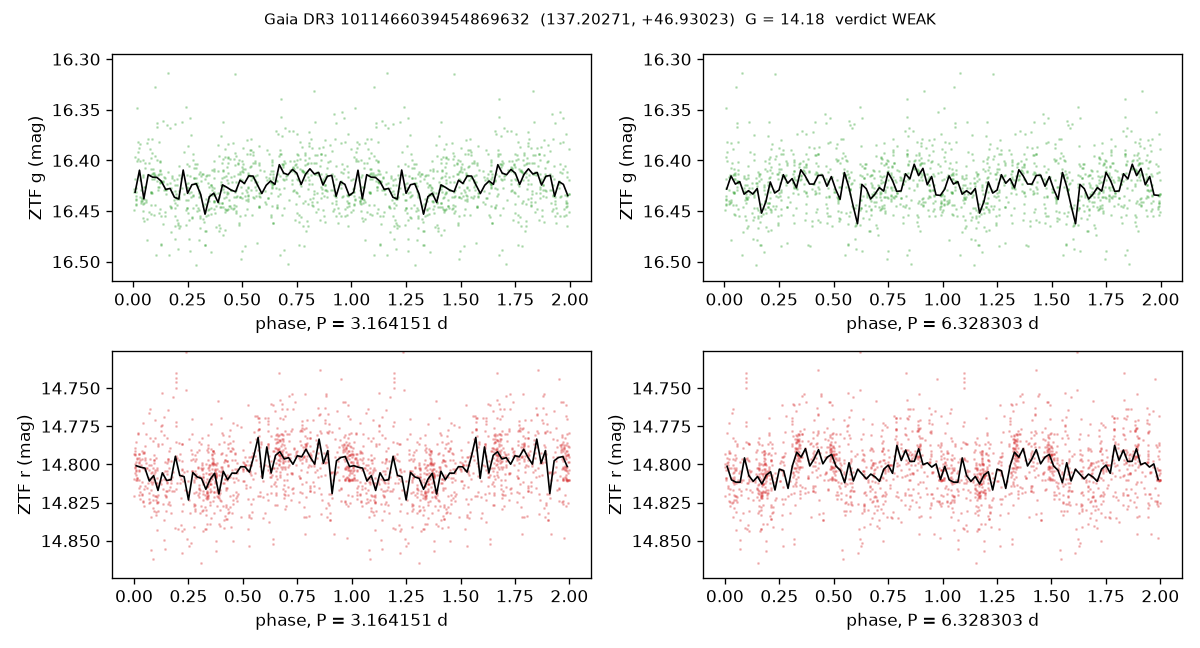 Gaia DR3 1011466039454869632 (137.20271, +46.93023) G = 14.18 verdict WEAK
ZTF g (mag)
16.30
16.35
16.40
16.45
16.50
0.00 0.25 0.50 0.75 1.00 1.25 1.50 1.75 2.00
phase, P = 3.164151 d
ZTF g (mag)
16.30
16.35
16.40
16.45
16.50
0.00 0.25 0.50 0.75 1.00 1.25 1.50 1.75 2.00
phase, P = 6.328303 d
ZTF r (mag)
14.750
14.775
14.800
14.825
14.850
0.00 0.25 0.50 0.75 1.00 1.25 1.50 1.75 2.00
phase, P = 3.164151 d
ZTF r (mag)
14.750
14.775
14.800
14.825
14.850
0.00 0.25 0.50 0.75 1.00 1.25 1.50 1.75 2.00
phase, P = 6.328303 d